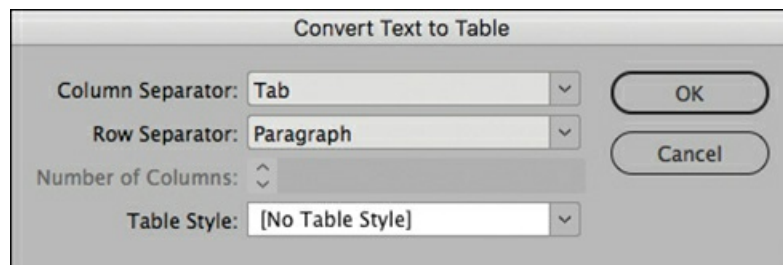 Convert Text to Table
Column Separator: Tab
OK
Row Separator: Paragraph
Cancel
Number of Columns:
Table Style: [No Table Style]